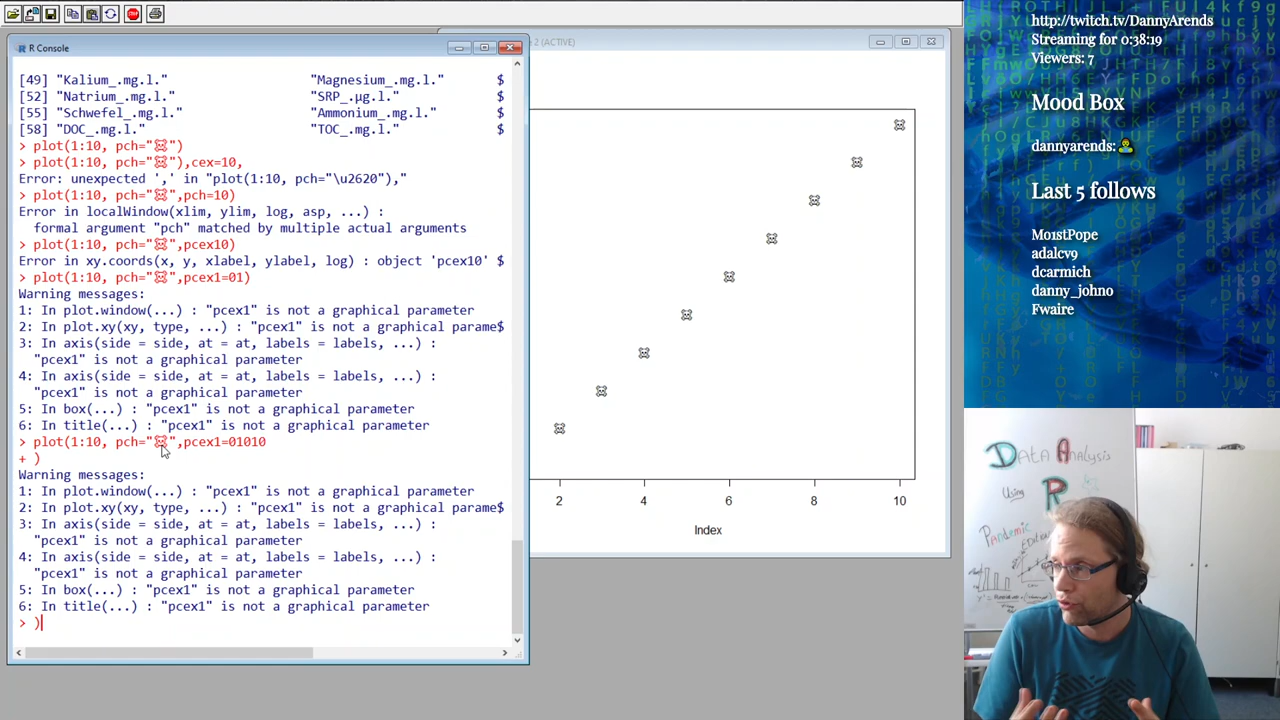 R Console
[49] "Kalium_.mg.l." "Magnesium_.mg.l." $
[52] "Natrium_.mg.l." "SRP_.µg.l." $
[55] "Schwefel_.mg.l." "Ammonium_.mg.l." $
[58] "DOC_.mg.l." "TOC_.mg.l." $
> plot(1:10, pch="☠")
> plot(1:10, pch="☠"),cex=10,
Error: unexpected ',' in "plot(1:10, pch="\u2620"),"
> plot(1:10, pch="☠",pch=10)
Error in localWindow(xlim, ylim, log, asp, ...) :
formal argument "pch" matched by multiple actual arguments
> plot(1:10, pch="☠",pcex10)
Error in xy.coords(x, y, xlabel, ylabel, log) : object 'pcex10' $
> plot(1:10, pch="☠",pcex1=01)
Warning messages:
1: In plot.window(...) : "pcex1" is not a graphical parameter
2: In plot.xy(xy, type, ...) : "pcex1" is not a graphical parame$
3: In axis(side = side, at = at, labels = labels, ...) :
"pcex1" is not a graphical parameter
4: In axis(side = side, at = at, labels = labels, ...) :
"pcex1" is not a graphical parameter
5: In box(...) : "pcex1" is not a graphical parameter
6: In title(...) : "pcex1" is not a graphical parameter
> plot(1:10, pch="☠",pcex1=01010
+ )
Warning messages:
1: In plot.window(...) : "pcex1" is not a graphical parameter
2: In plot.xy(xy, type, ...) : "pcex1" is not a graphical parame$
3: In axis(side = side, at = at, labels = labels, ...) :
"pcex1" is not a graphical parameter
4: In axis(side = side, at = at, labels = labels, ...) :
"pcex1" is not a graphical parameter
5: In box(...) : "pcex1" is not a graphical parameter
6: In title(...) : "pcex1" is not a graphical parameter
> )
2 (ACTIVE)
2 4 6 8 10
Index
http://twitch.tv/DannyArends
Streaming for 0:38:19
Viewers: 7
Mood Box
dannyarends:
Last 5 follows
Mo1stPope
adalcv9
dcarmich
danny_johno
Fwaire
Data Analysis
Using R
Pandemic